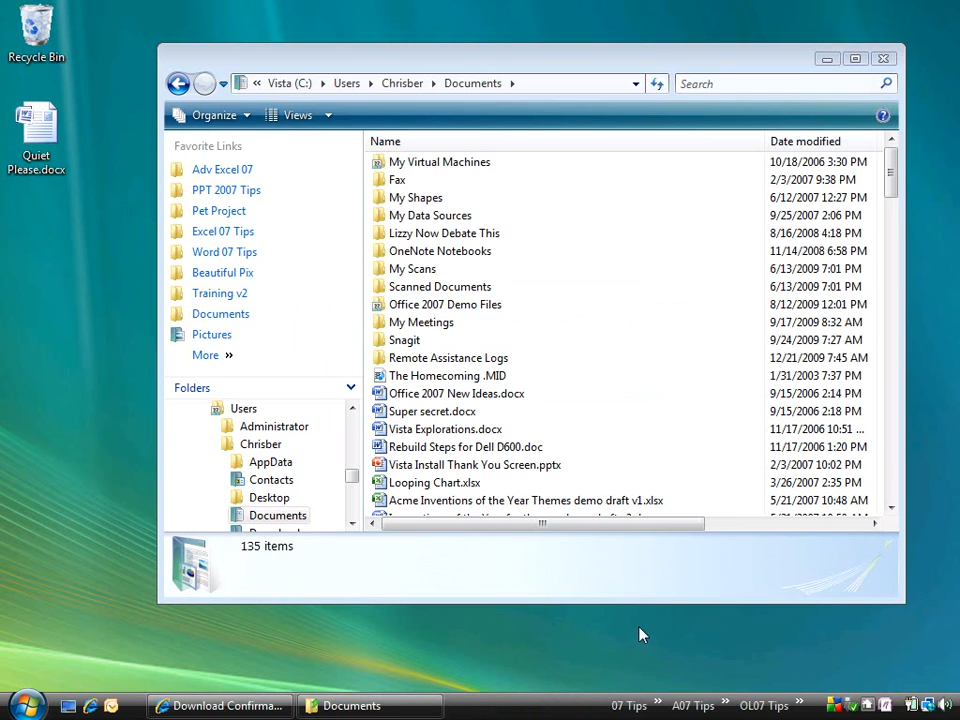 Recycle Bin
Quiet
Please.docx
« Vista (C:) Users Chrisber Documents
Search
Organize Views
Favorite Links
Adv Excel 07
PPT 2007 Tips
Pet Project
Excel 07 Tips
Word 07 Tips
Beautiful Pix
Training v2
Documents
Pictures
More »
Folders
Users
Administrator
Chrisber
AppData
Contacts
Desktop
Documents
Name Date modified
My Virtual Machines 10/18/2006 3:30 PM
Fax 2/3/2007 9:38 PM
My Shapes 6/12/2007 12:27 PM
My Data Sources 9/25/2007 2:06 PM
Lizzy Now Debate This 8/16/2008 4:18 PM
OneNote Notebooks 11/14/2008 6:58 PM
My Scans 6/13/2009 7:01 PM
Scanned Documents 6/13/2009 7:01 PM
Office 2007 Demo Files 8/12/2009 12:01 PM
My Meetings 9/17/2009 8:32 AM
Snagit 9/24/2009 7:27 AM
Remote Assistance Logs 12/21/2009 7:45 AM
The Homecoming .MID 1/31/2003 7:37 PM
Office 2007 New Ideas.docx 9/15/2006 2:14 PM
Super secret.docx 9/15/2006 2:18 PM
Vista Explorations.docx 11/17/2006 10:51 ...
Rebuild Steps for Dell D600.doc 11/17/2006 1:20 PM
Vista Install Thank You Screen.pptx 2/3/2007 10:02 PM
Looping Chart.xlsx 3/26/2007 2:35 PM
Acme Inventions of the Year Themes demo draft v1.xlsx 5/21/2007 10:48 AM
135 items
Download Confirma... Documents 07 Tips » A07 Tips » OL07 Tips »